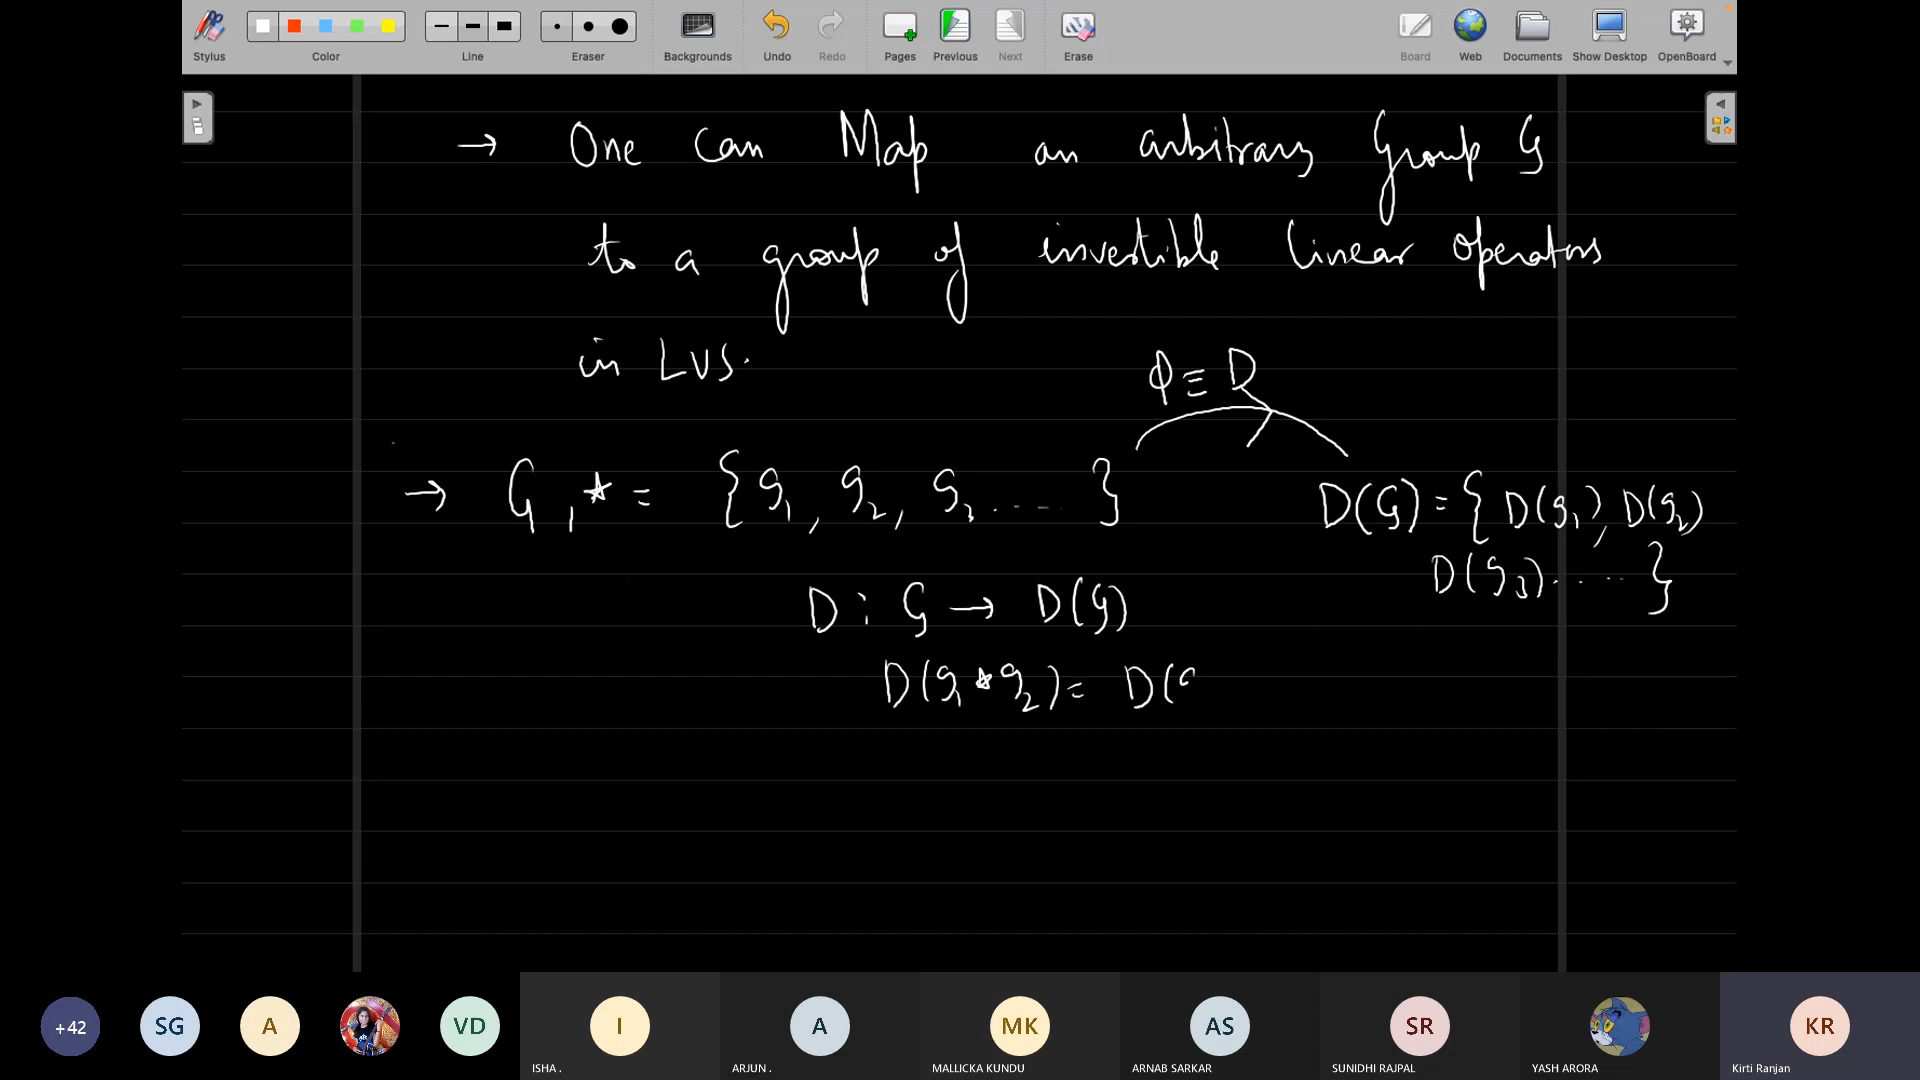 Stylus Color Line Eraser Backgrounds Undo Redo Pages Previous Next Erase Board Web Documents Show Desktop OpenBoard
→ One can Map an arbitrary Group G
to a group of invertible linear operators
in LVS.
ϕ ≡ D
→ G, ★ = { g₁, g₂, g₃ .... }
D(G) = { D(g₁), D(g₂)
D(g₃) ..... }
D : G → D(G)
D(g₁ ★ g₂) = D(
+42 SG A VD I A MK AS SR KR
ISHA . ARJUN . MALLICKA KUNDU ARNAB SARKAR SUNIDHI RAJPAL YASH ARORA Kirti Ranjan